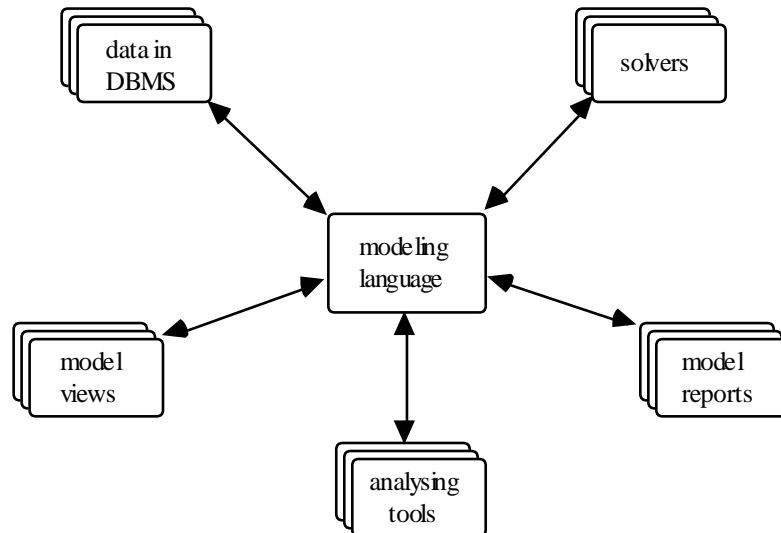 data in
DBMS
solvers
modeling
language
model
views
model
reports
analysing
tools